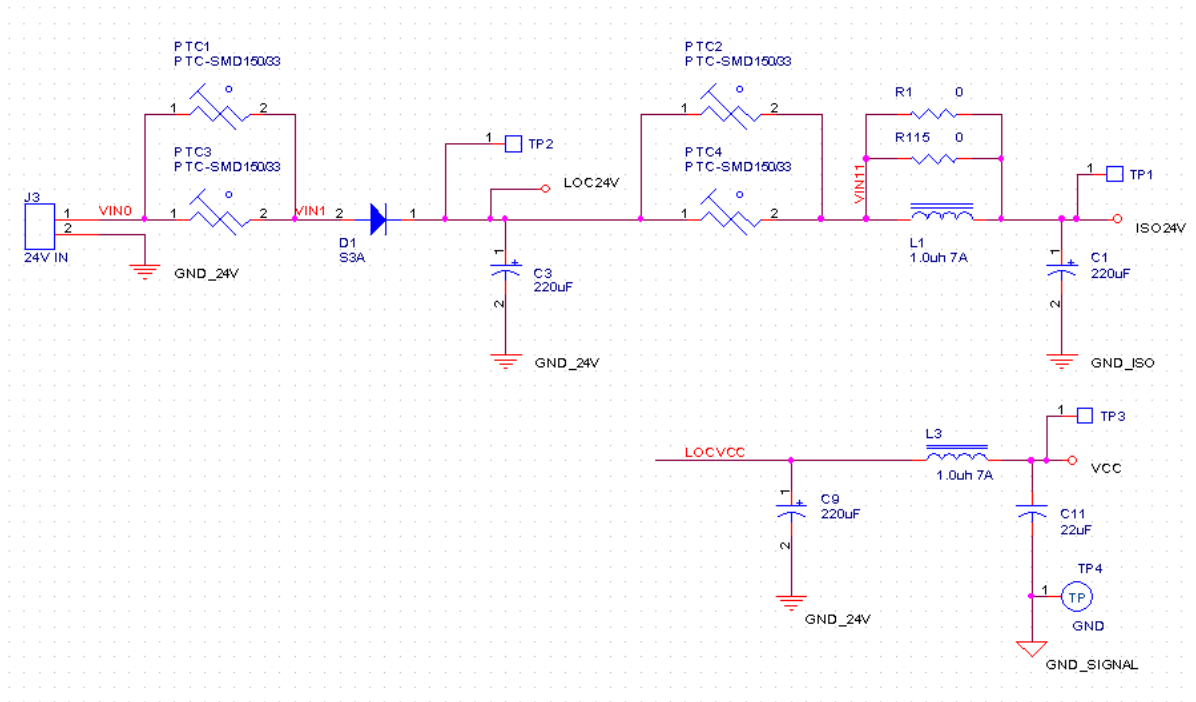 PTC1
PTC-SMD150/33
PTC2
PTC-SMD150/33
R1 0
1 2
1 2
R115 0
1 TP2
PTC3
PTC-SMD150/33
PTC4
PTC-SMD150/33
1 TP1
LOC24V
VIN11
J3
1 VIN0
1 2
VIN1 2
1
1 2
2
ISO24V
24V IN
GND_24V
D1
S3A
L1
1.0uh 7A
1
+
C3
220uF
2
1
+
C1
220uF
2
GND_24V
GND_ISO
1 TP3
L3
LOCVCC
1.0uh 7A
VCC
1
+
C9
220uF
2
C11
22uF
TP4
1 TP
GND_24V
GND
GND_SIGNAL